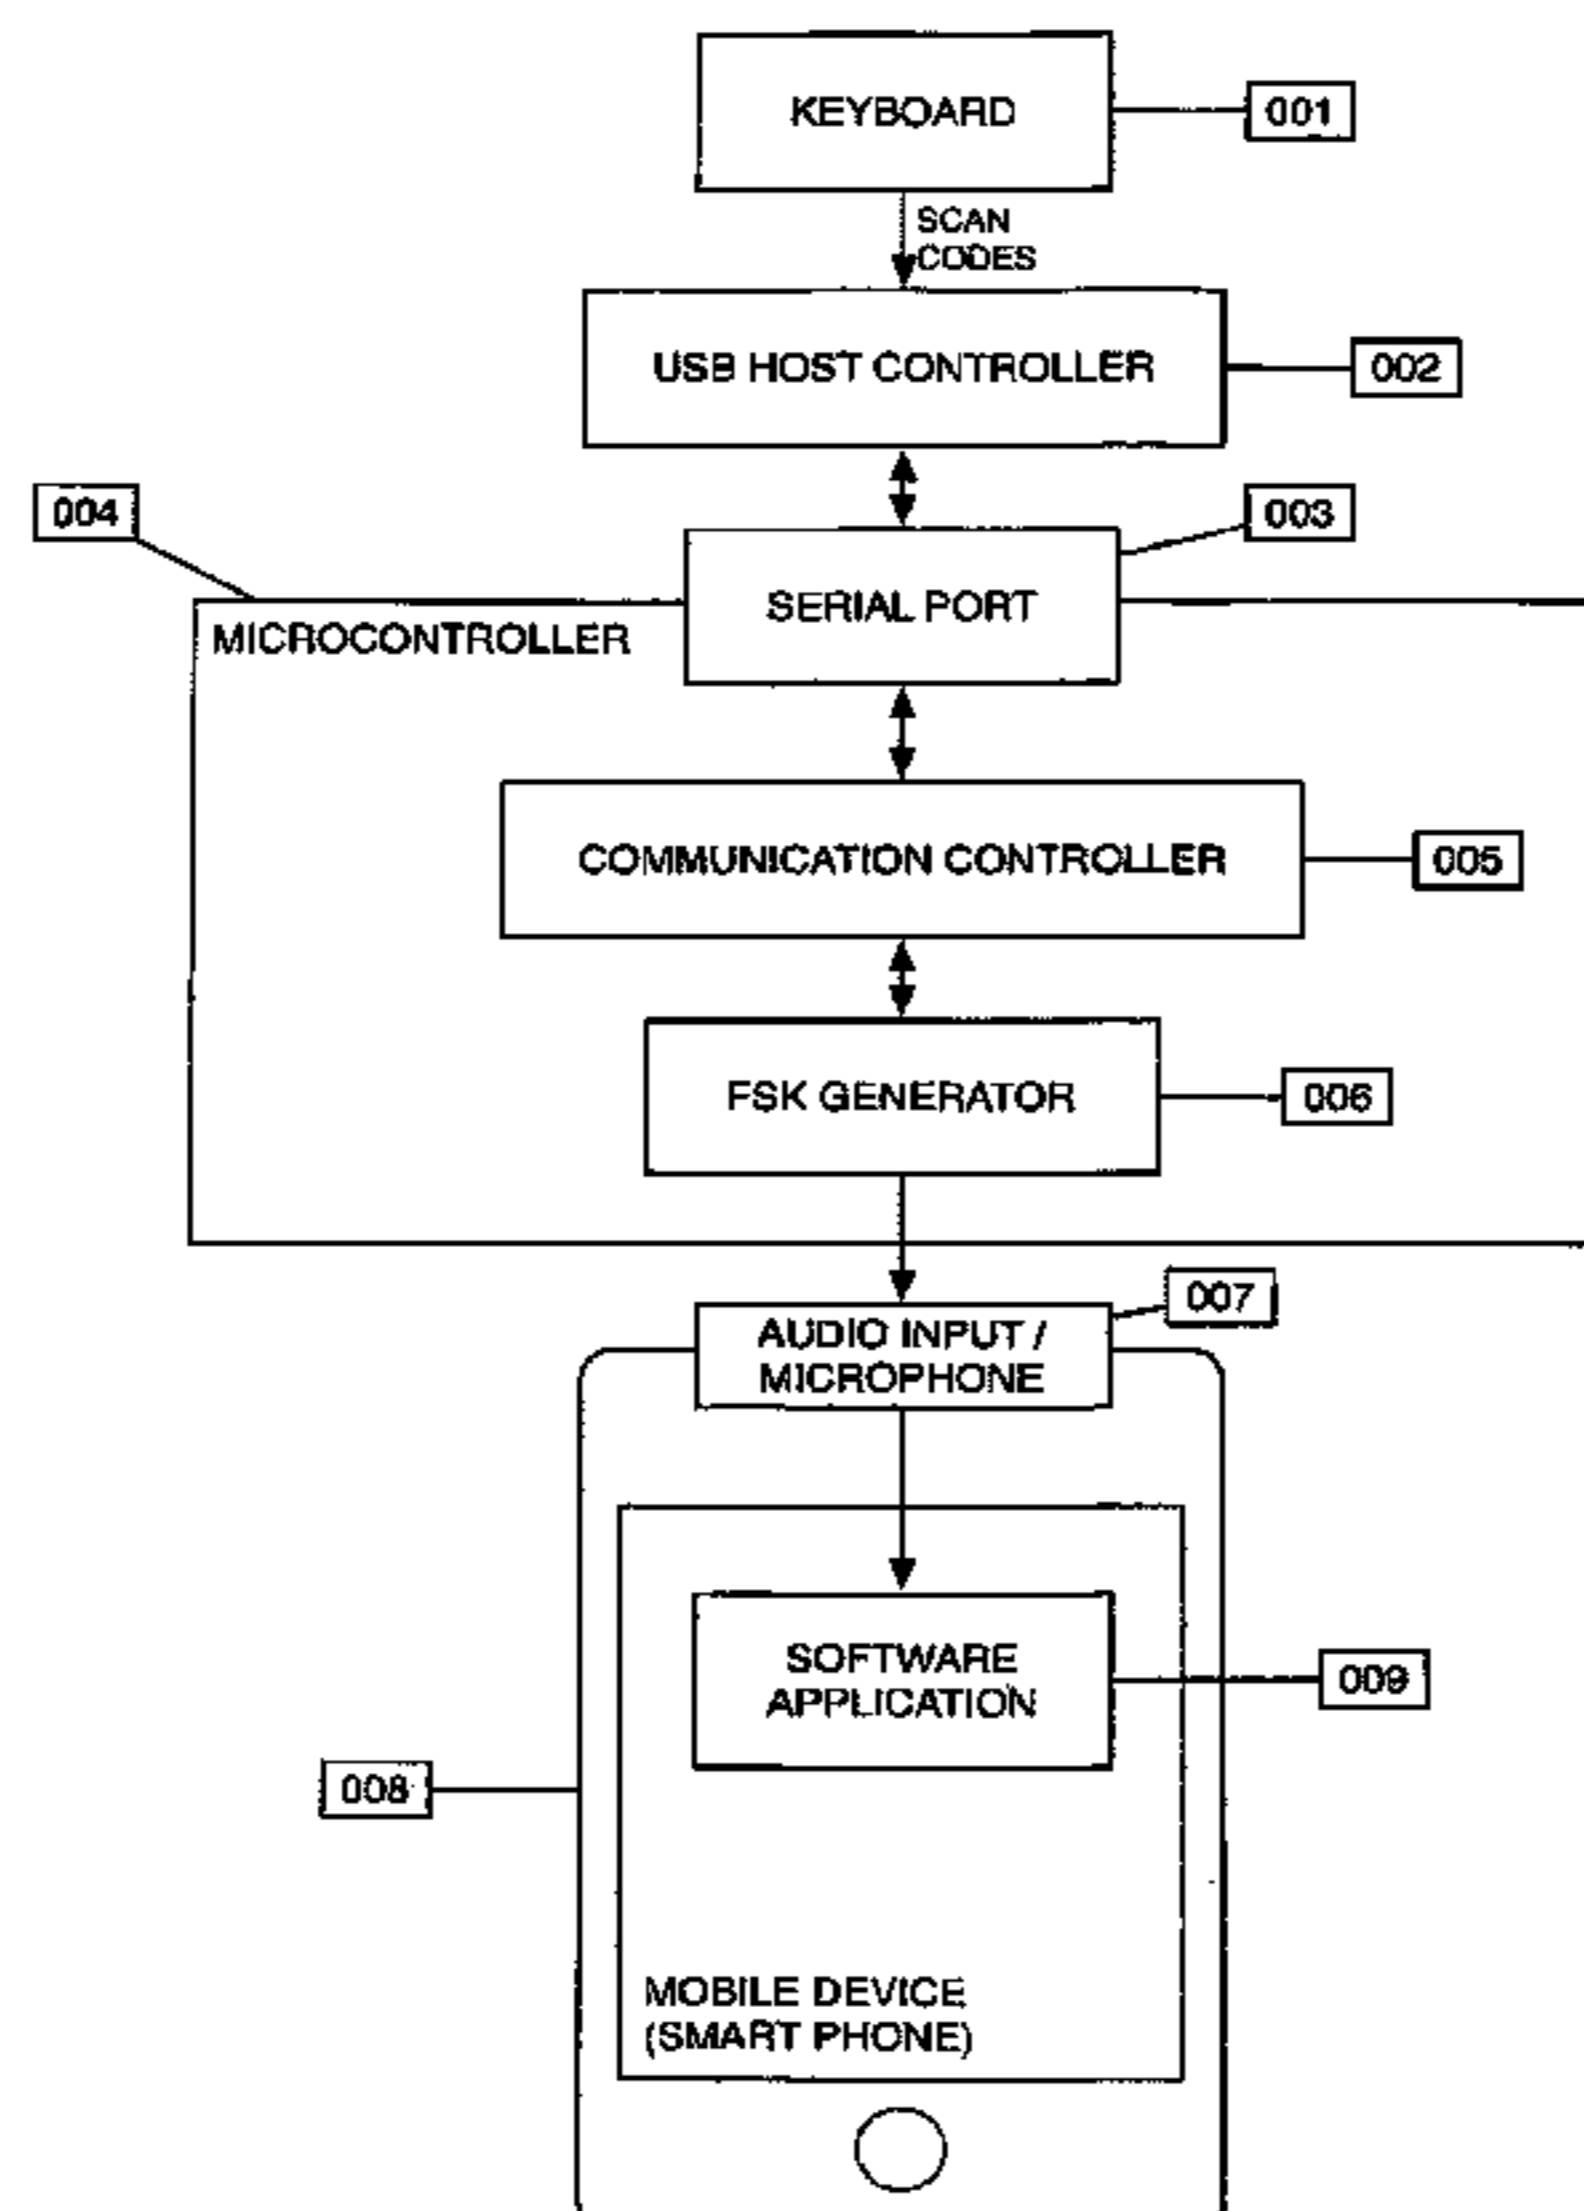 KEYBOARD
001
SCAN
CODES
USB HOST CONTROLLER
002
004
003
SERIAL PORT
MICROCONTROLLER
COMMUNICATION CONTROLLER
005
FSK GENERATOR
006
007
AUDIO INPUT /
MICROPHONE
SOFTWARE
APPLICATION
009
008
MOBILE DEVICE
(SMART PHONE)